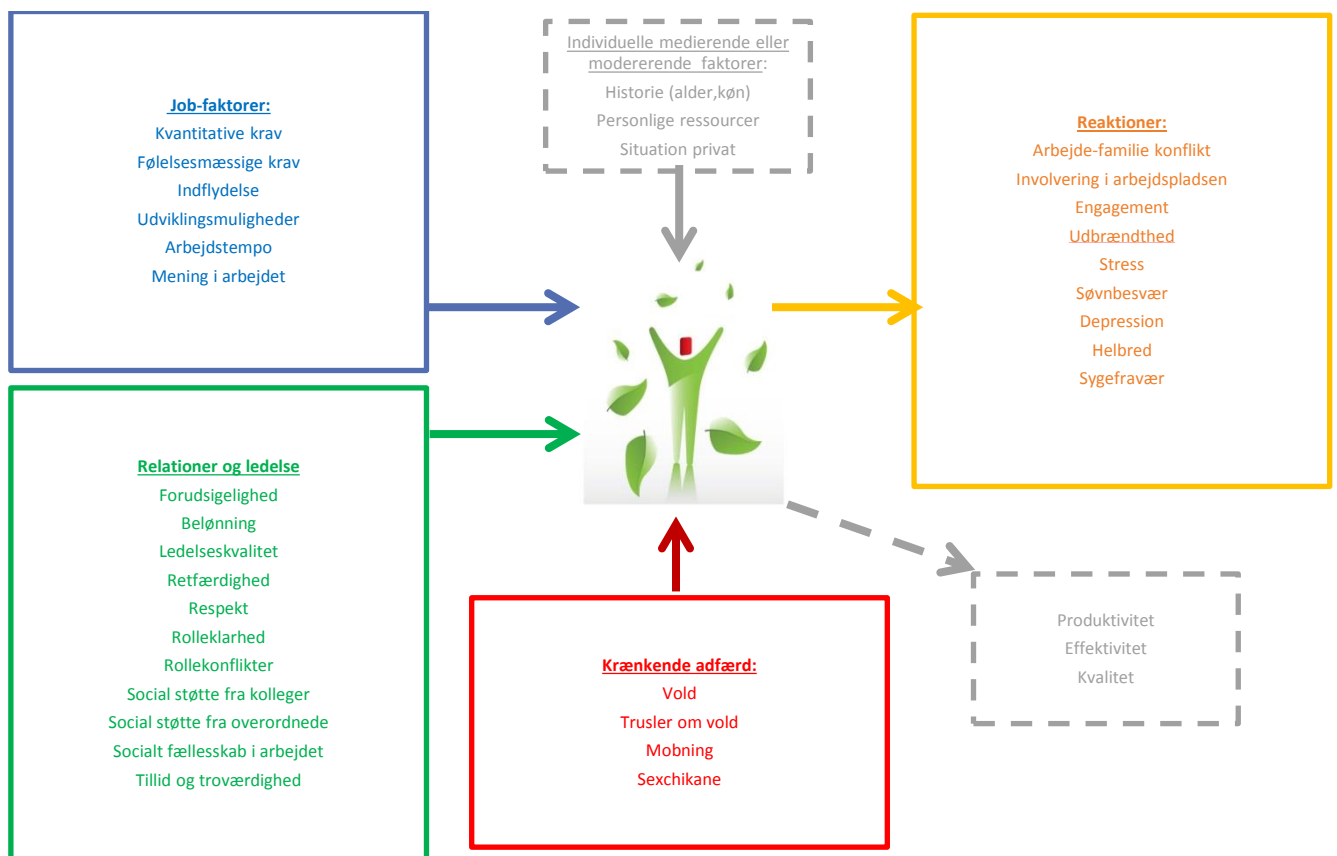 Job-faktorer:
Kvantitative krav
Følelsesmæssige krav
Indflydelse
Udviklingsmuligheder
Arbejdstempo
Mening i arbejdet
Individuelle medierende eller
modererende faktorer:
Historie (alder,køn)
Personlige ressourcer
Situation privat
Reaktioner:
Arbejde-familie konflikt
Involvering i arbejdspladsen
Engagement
Udbrændthed
Stress
Søvnbesvær
Depression
Helbred
Sygefravær
Relationer og ledelse
Forudsigelighed
Belønning
Ledelseskvalitet
Retfærdighed
Respekt
Rolleklarhed
Rollekonflikter
Social støtte fra kolleger
Social støtte fra overordnede
Socialt fællesskab i arbejdet
Tillid og troværdighed
Krænkende adfærd:
Vold
Trusler om vold
Mobning
Sexchikane
Produktivitet
Effektivitet
Kvalitet